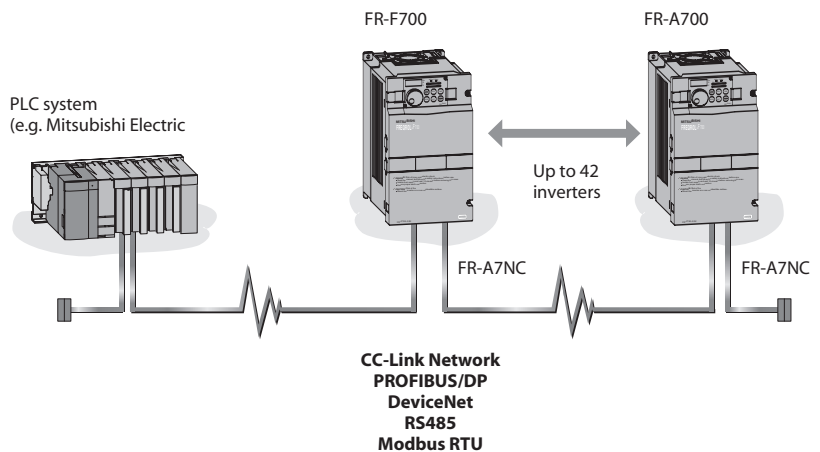 FR-F700
FR-A700
PLC system
(e.g. Mitsubishi Electric
Up to 42
inverters
FR-A7NC
FR-A7NC
CC-Link Network
PROFIBUS/DP
DeviceNet
RS485
Modbus RTU